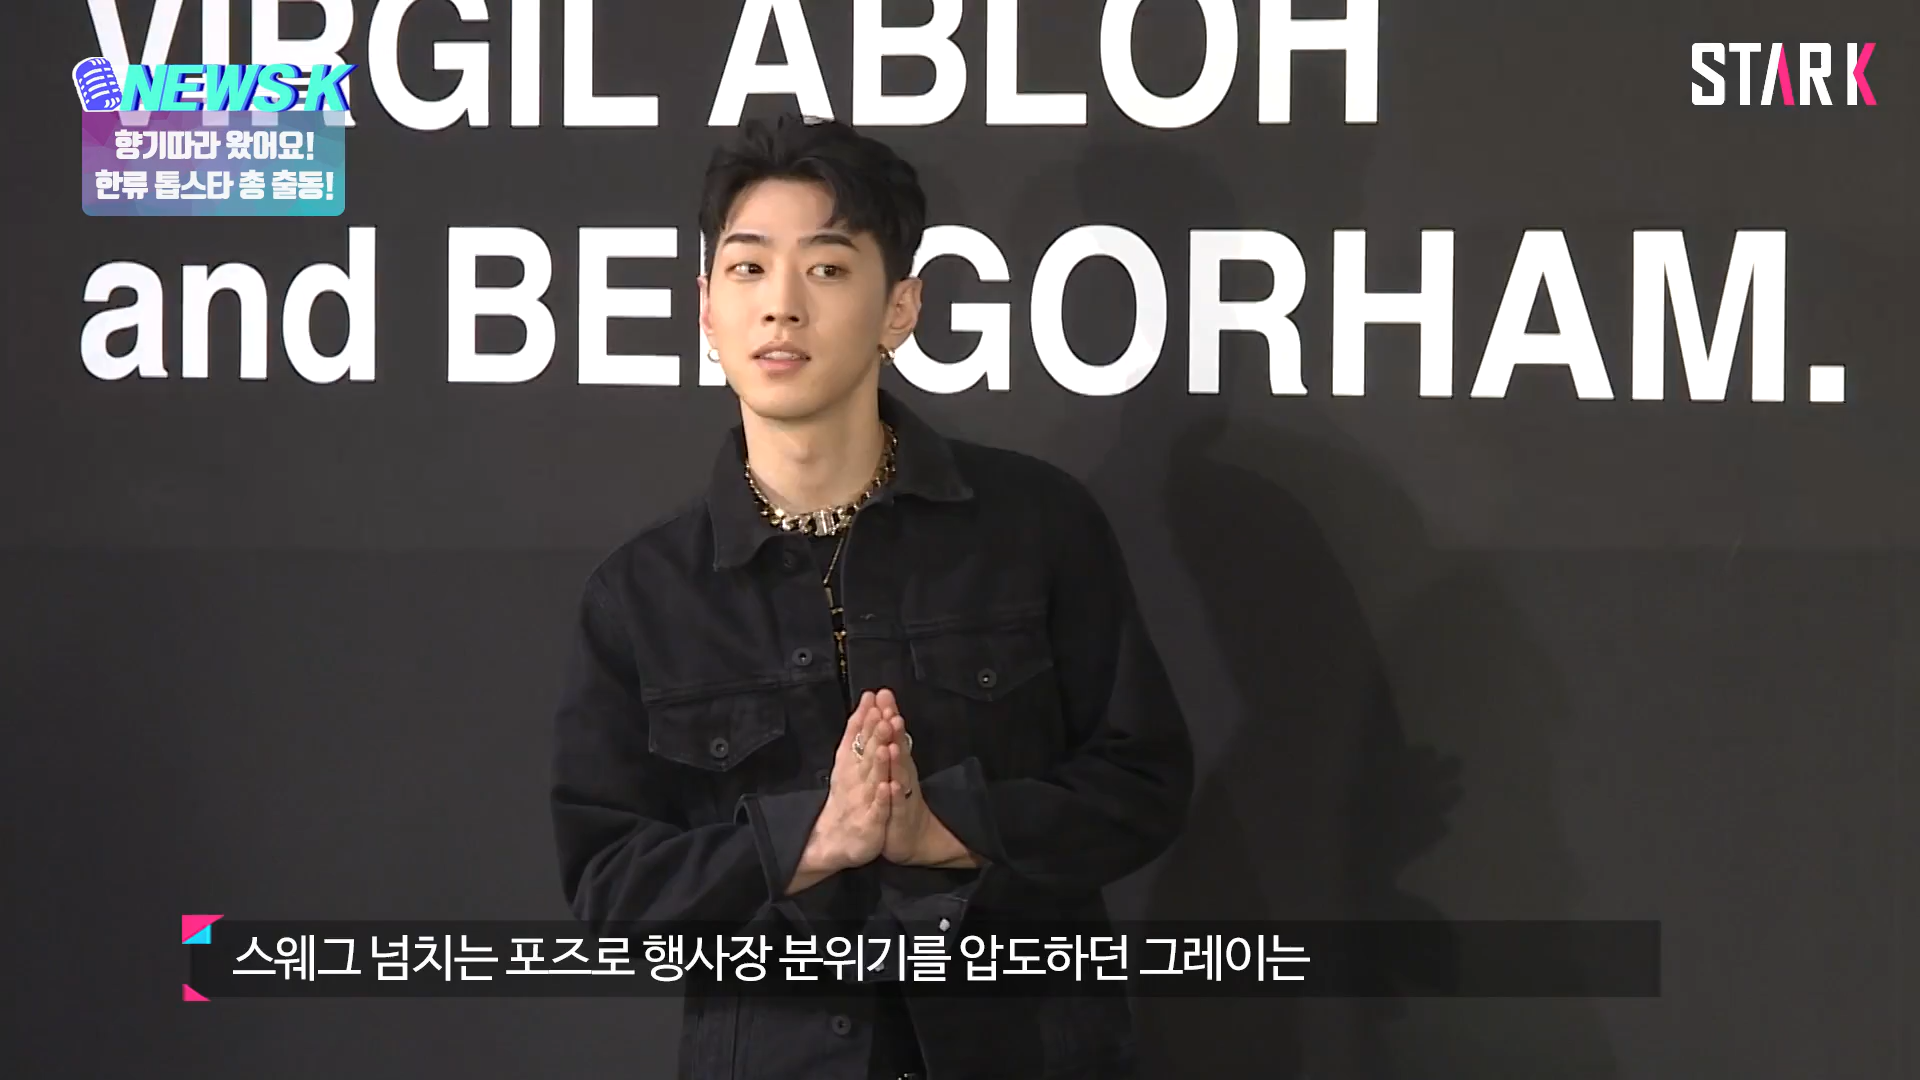 VIRGIL ABLOH
NEWS K
STAR K
향기따라 왔어요!
한류 톱스타 총 출동!
and BE GORHAM.
스웨그 넘치는 포즈로 행사장 분위기를 압도하던 그레이는